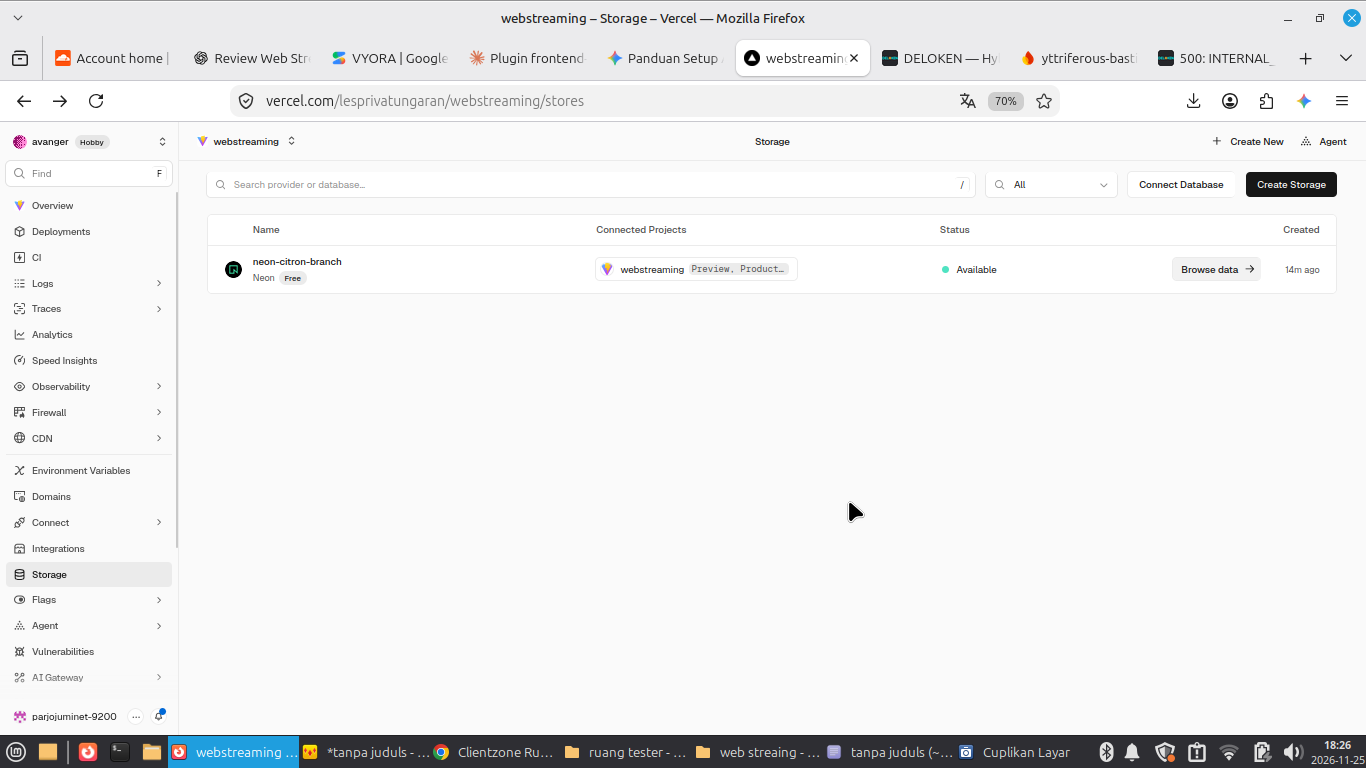 webstreaming – Storage – Vercel — Mozilla Firefox
Account home |
Review Web Str
VYORA | Google
Plugin frontend
Panduan Setup
webstreaming
DELOKEN — Hy
yttriferous-basti
500: INTERNAL_
vercel.com/lesprivatungaran/webstreaming/stores
70%
avanger Hobby
webstreaming
Storage
Create New
Agent
Find F
Search provider or database... /
All
Connect Database
Create Storage
Overview
Deployments
CI
Logs
Traces
Analytics
Speed Insights
Observability
Firewall
CDN
Environment Variables
Domains
Connect
Integrations
Storage
Flags
Agent
Vulnerabilities
AI Gateway
parjojuminet-9200
Name Connected Projects Status Created
neon-citron-branch
Neon Free
webstreaming Preview, Product…
Available
Browse data
14m ago
webstreaming ...
*tanpa juduls - ...
Clientzone Ru...
ruang tester - ...
web streaing - ...
tanpa juduls (~...
Cuplikan Layar
18:26
2026-11-25